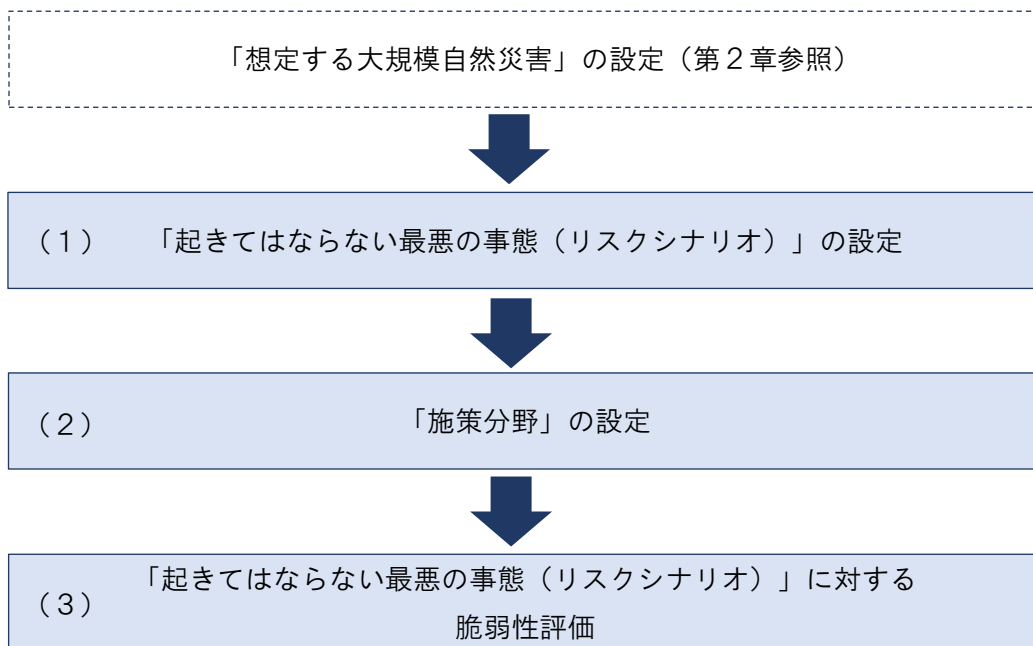 「想定する大規模自然災害」の設定（第２章参照）
（１） 「起きてはならない最悪の事態（リスクシナリオ）」の設定
（２） 「施策分野」の設定
（３） 「起きてはならない最悪の事態（リスクシナリオ）」に対する
脆弱性評価